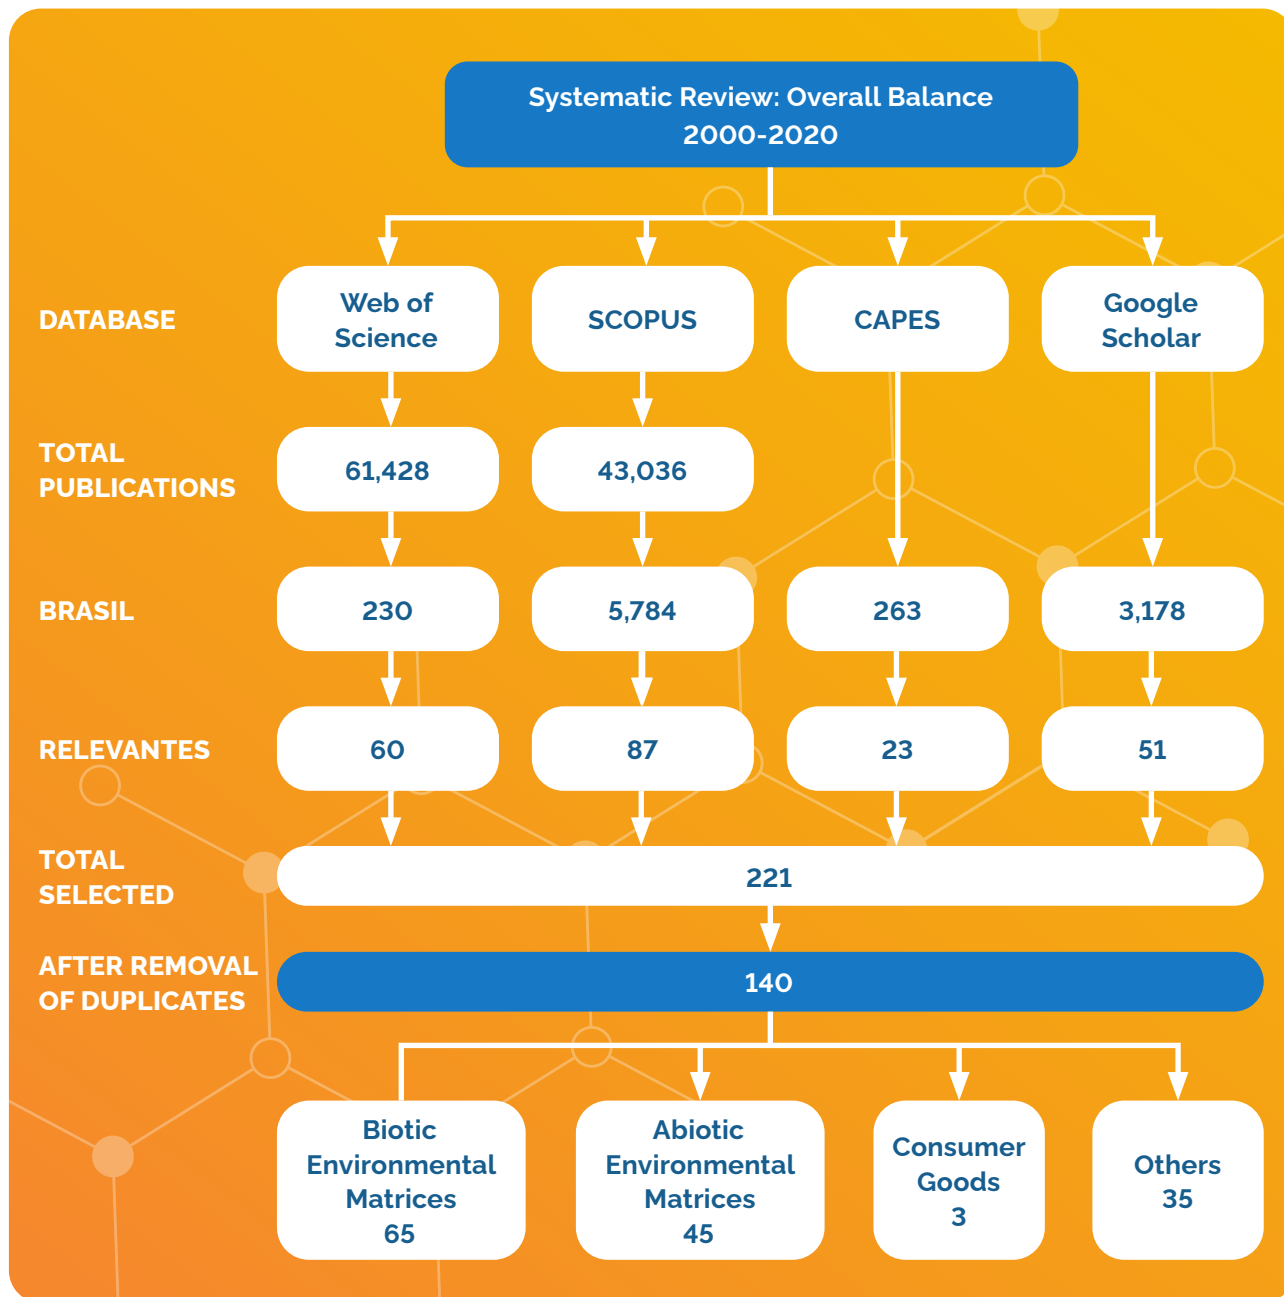 Systematic Review: Overall Balance
2000-2020
DATABASE
Web of
Science
SCOPUS
CAPES
Google
Scholar
TOTAL
PUBLICATIONS
61,428
43,036
BRASIL
230
5,784
263
3,178
RELEVANTES
60
87
23
51
TOTAL
SELECTED
221
AFTER REMOVAL
OF DUPLICATES
140
Biotic
Environmental
Matrices
65
Abiotic
Environmental
Matrices
45
Consumer
Goods
3
Others
35